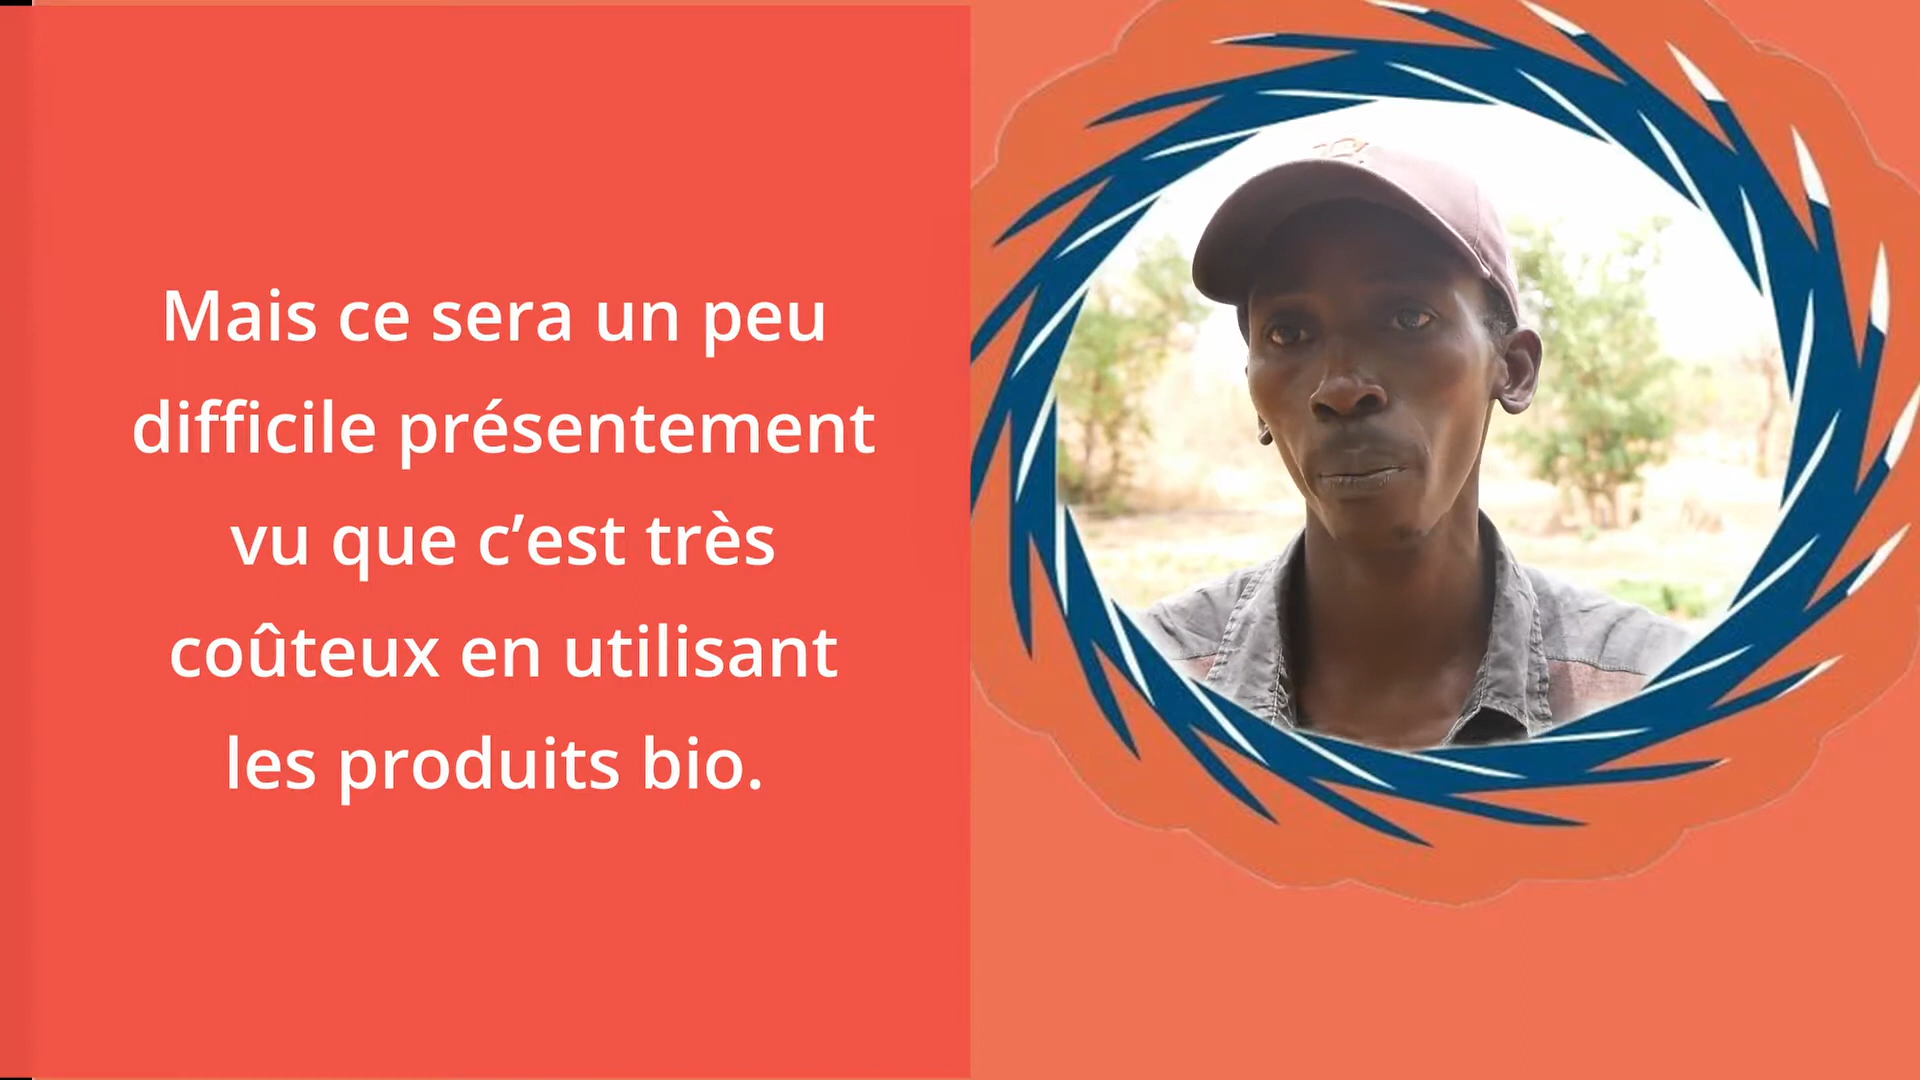 Mais ce sera un peu
difficile présentement
vu que c’est très
coûteux en utilisant
les produits bio.